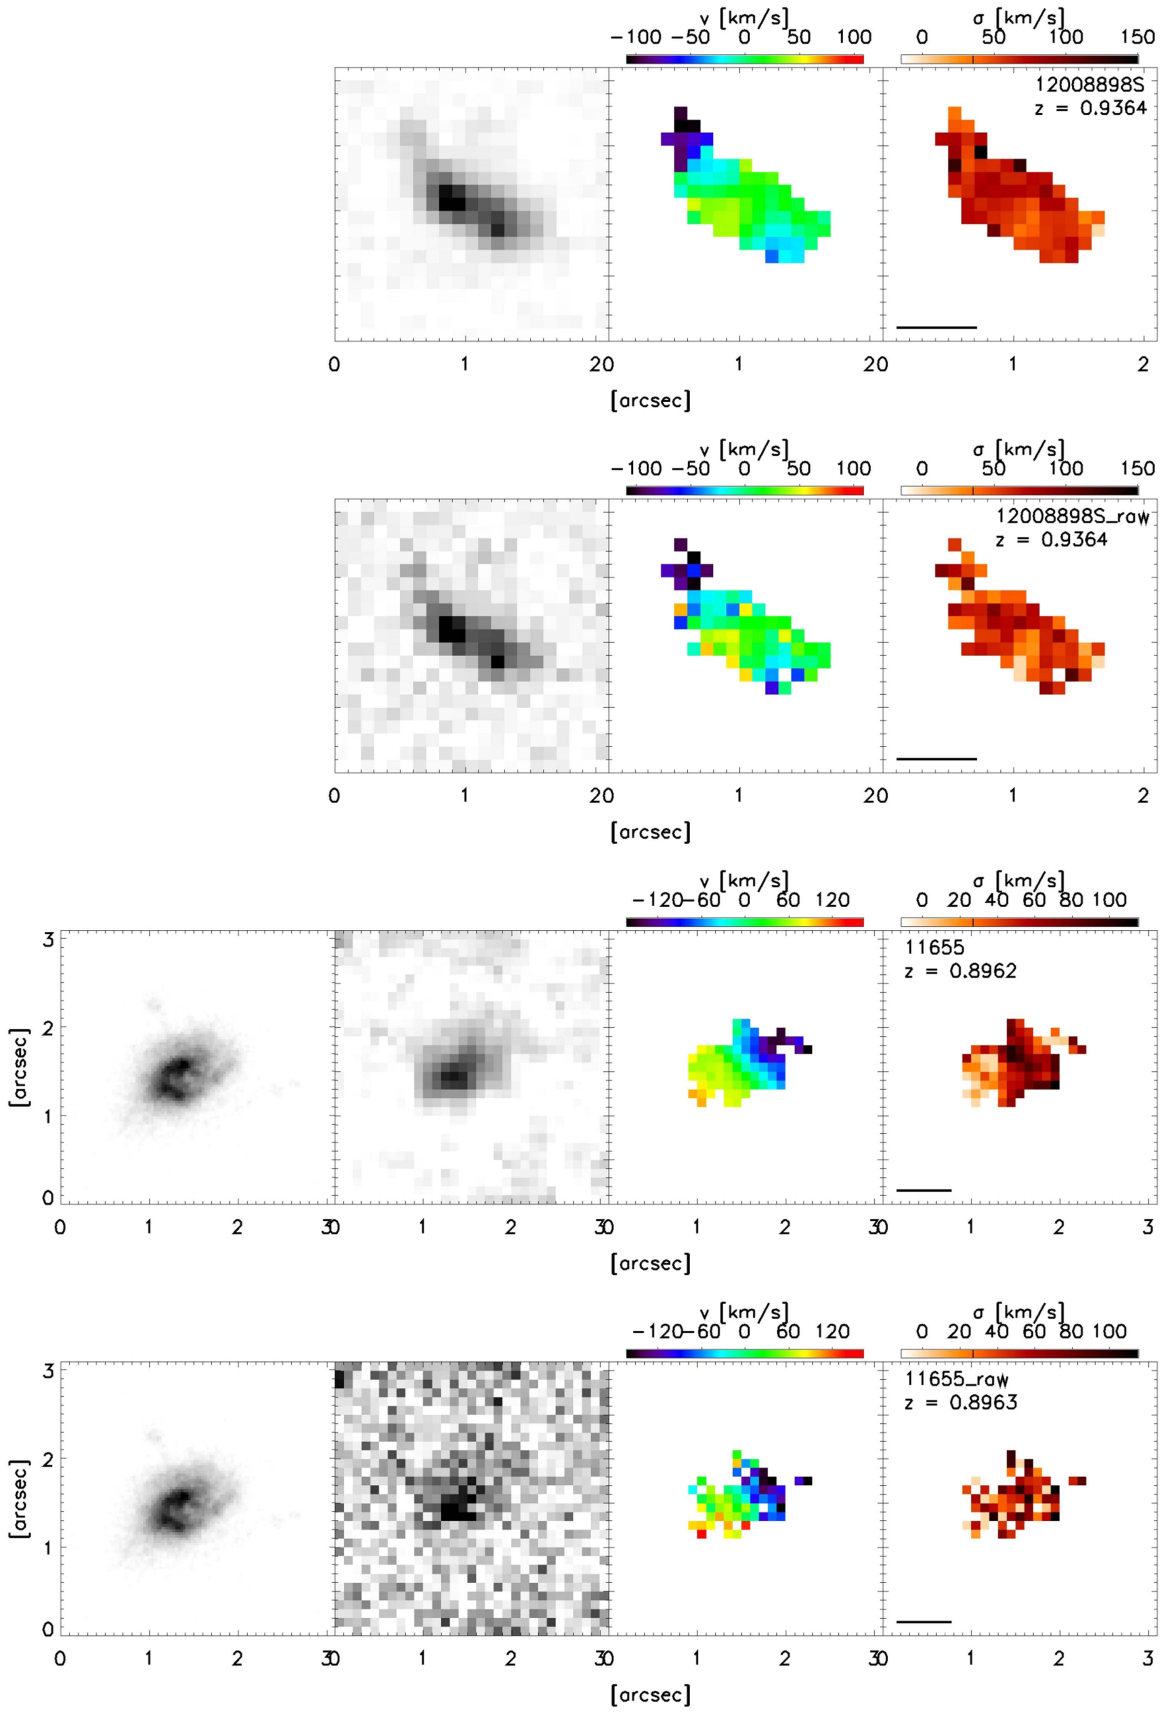 v [km/s] σ [km/s]
-100 -50 0 50 100 0 50 100 150
12008898S
z = 0.9364
0 1 20 1 20 1 2
[arcsec]
v [km/s] σ [km/s]
-100 -50 0 50 100 0 50 100 150
12008898S_raw
z = 0.9364
0 1 20 1 20 1 2
[arcsec]
v [km/s] σ [km/s]
-120 -60 0 60 120 0 20 40 60 80 100
3
11655
z = 0.8962
2
[arcsec]
1
0
0 1 2 30 1 2 30 1 2 30 1 2 3
[arcsec]
v [km/s] σ [km/s]
-120 -60 0 60 120 0 20 40 60 80 100
3
11655_raw
z = 0.8963
2
[arcsec]
1
0
0 1 2 30 1 2 30 1 2 30 1 2 3
[arcsec]